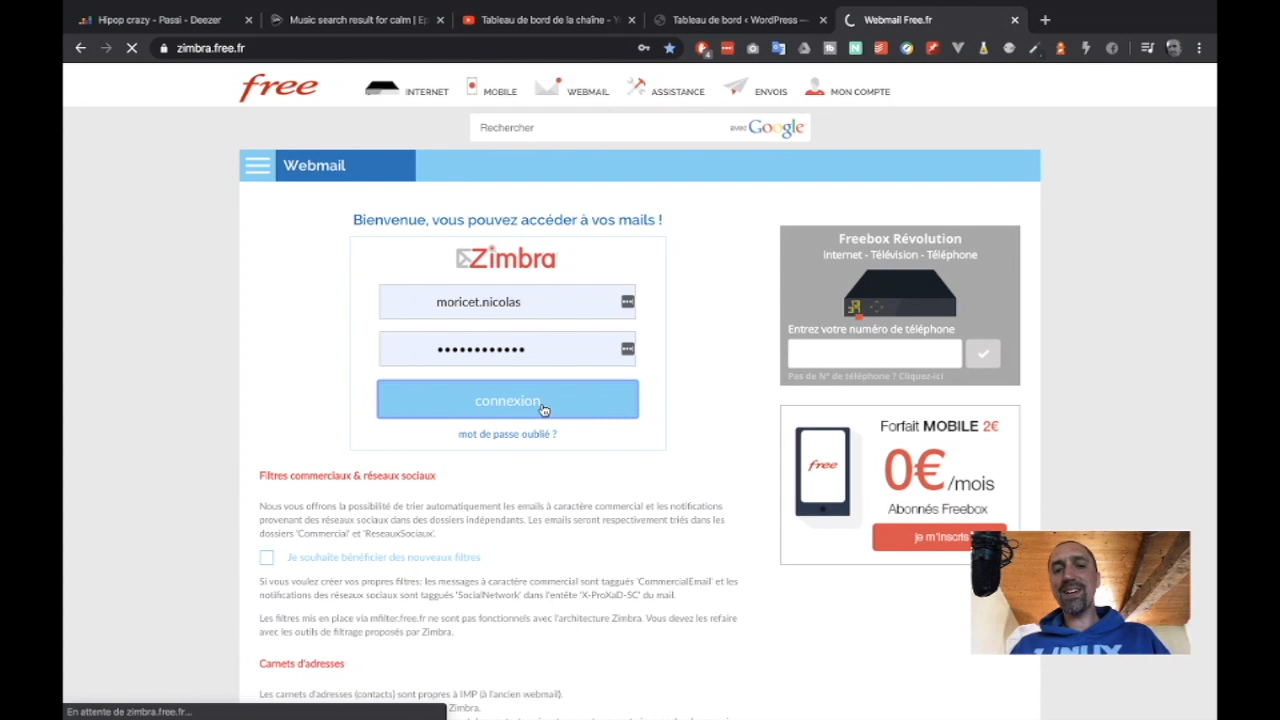 Hipop crazy - Passi - Deezer
Music search result for calm | Ep
Tableau de bord de la chaîne - Y
Tableau de bord < WordPress —
Webmail Free.fr
zimbra.free.fr
4
free
INTERNET
MOBILE
WEBMAIL
ASSISTANCE
ENVOIS
MON COMPTE
Rechercher
avec Google
Webmail
Bienvenue, vous pouvez accéder à vos mails !
Zimbra
moricet.nicolas
••••••••••••
connexion
mot de passe oublié ?
Freebox Révolution
Internet - Télévision - Téléphone
Entrez votre numéro de téléphone
Pas de N° de téléphone ? Cliquez-ici
Filtres commerciaux & réseaux sociaux
Nous vous offrons la possibilité de trier automatiquement les emails à caractère commercial et les notifications
provenant des réseaux sociaux dans des dossiers indépendants. Les emails seront respectivement triés dans les
dossiers 'Commercial' et 'ReseauxSociaux'.
Je souhaite bénéficier des nouveaux filtres
Si vous voulez créer vos propres filtres: les messages à caractère commercial sont taggués 'CommercialEmail' et les
notifications des réseaux sociaux sont taggués 'SocialNetwork' dans l'entête 'X-ProXaD-SC' du mail.
Les filtres mis en place via mfilter.free.fr ne sont pas fonctionnels avec l'architecture Zimbra. Vous devez les refaire
avec les outils de filtrage proposés par Zimbra.
Carnets d'adresses
Les carnets d'adresses (contacts) sont propres à IMP (à l'ancien webmail).
Zimbra.
Forfait MOBILE 2€
free
0€/mois
Abonnés Freebox
je m'inscris
LINUX
En attente de zimbra.free.fr...